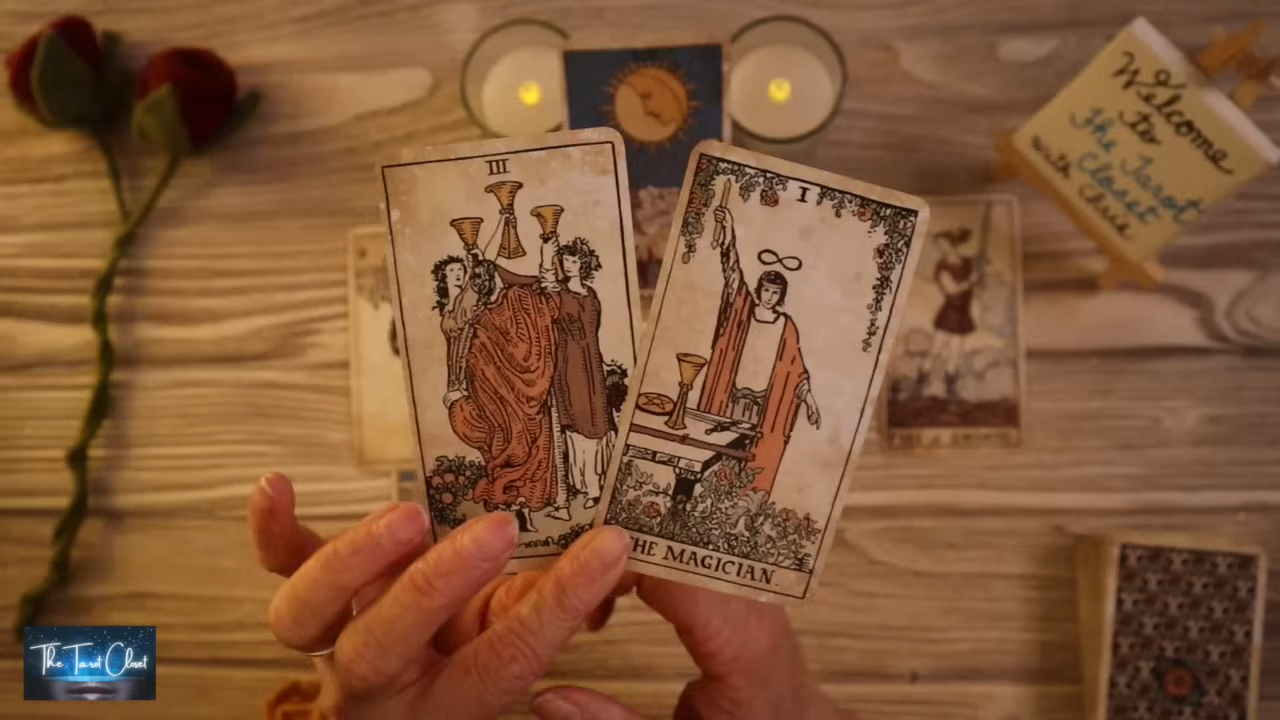 III
I
THE MAGICIAN.
Welcome
to
The Tarot
Closet
with Chris
The Tarot Closet